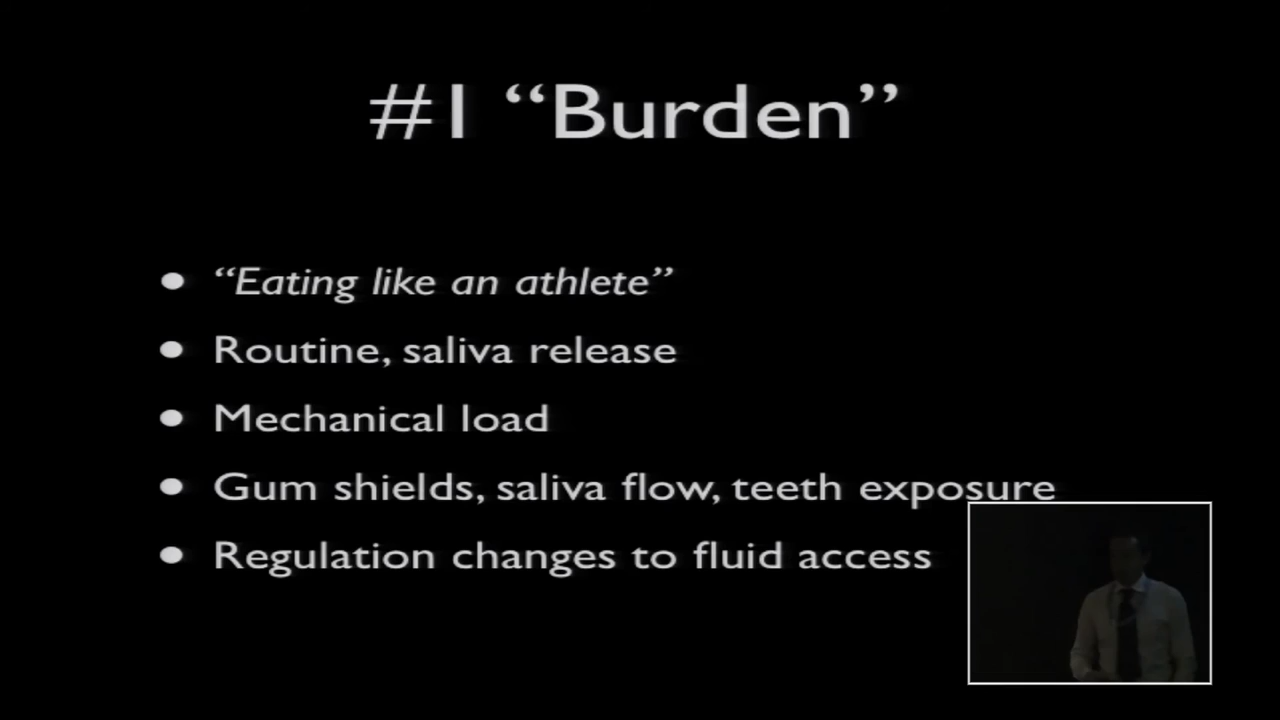 #1 “Burden”
“Eating like an athlete”
Routine, saliva release
Mechanical load
Gum shields, saliva flow, teeth exposure
Regulation changes to fluid access